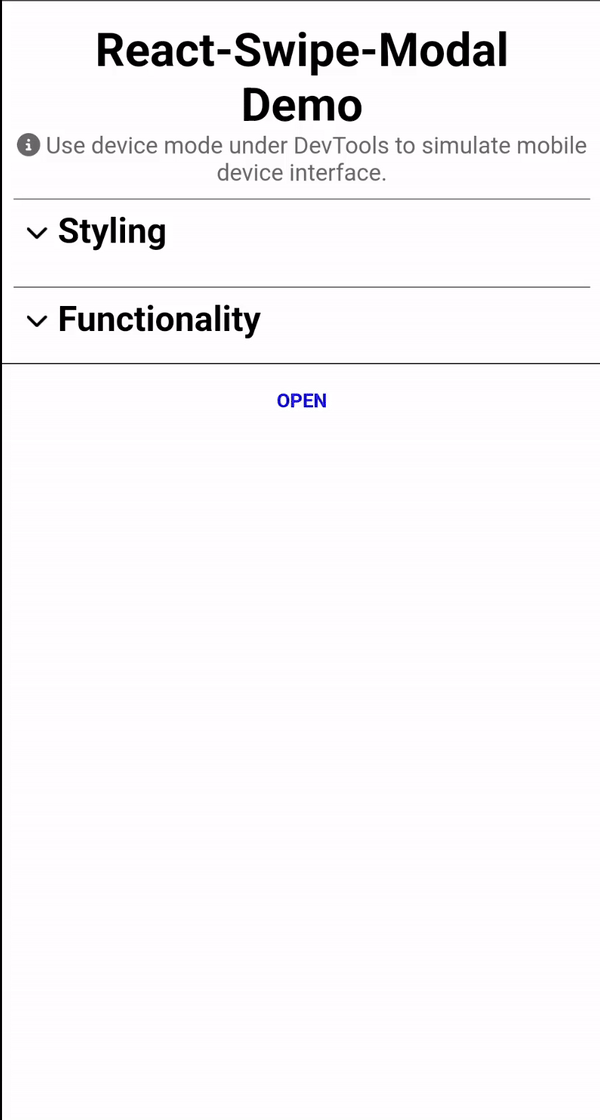 React-Swipe-Modal
Demo
Use device mode under DevTools to simulate mobile
device interface.
Styling
Functionality
OPEN